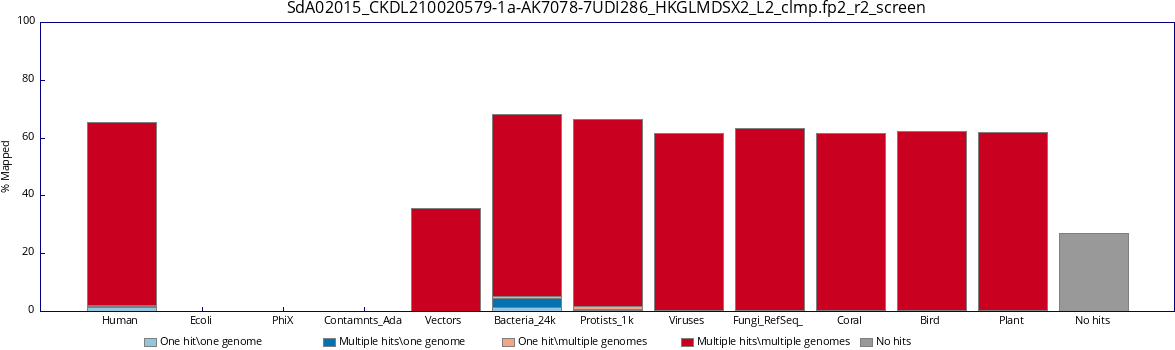 SdA02015_CKDL210020579-1a-AK7078-7UDI286_HKGLMDSX2_L2_clmp.fp2_r2_screen
100
80
60
40
20
0
% Mapped
Human Ecoli PhiX Contamnts_Ada Vectors Bacteria_24k Protists_1k Viruses Fungi_RefSeq_ Coral Bird Plant No hits
One hit\one genome Multiple hits\one genome One hit\multiple genomes Multiple hits\multiple genomes No hits